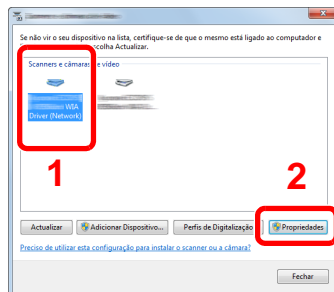 Se não vir o seu dispositivo na lista, certifique-se de que o mesmo está ligado ao computador e
escolha Actualizar.
Scanners e câmaras de vídeo
WIA
Driver (Network)
1
2
Actualizar
Adicionar Dispositivo...
Perfis de Digitalização
Propriedades
Preciso de utilizar esta configuração para instalar o scanner ou a câmara?
Fechar